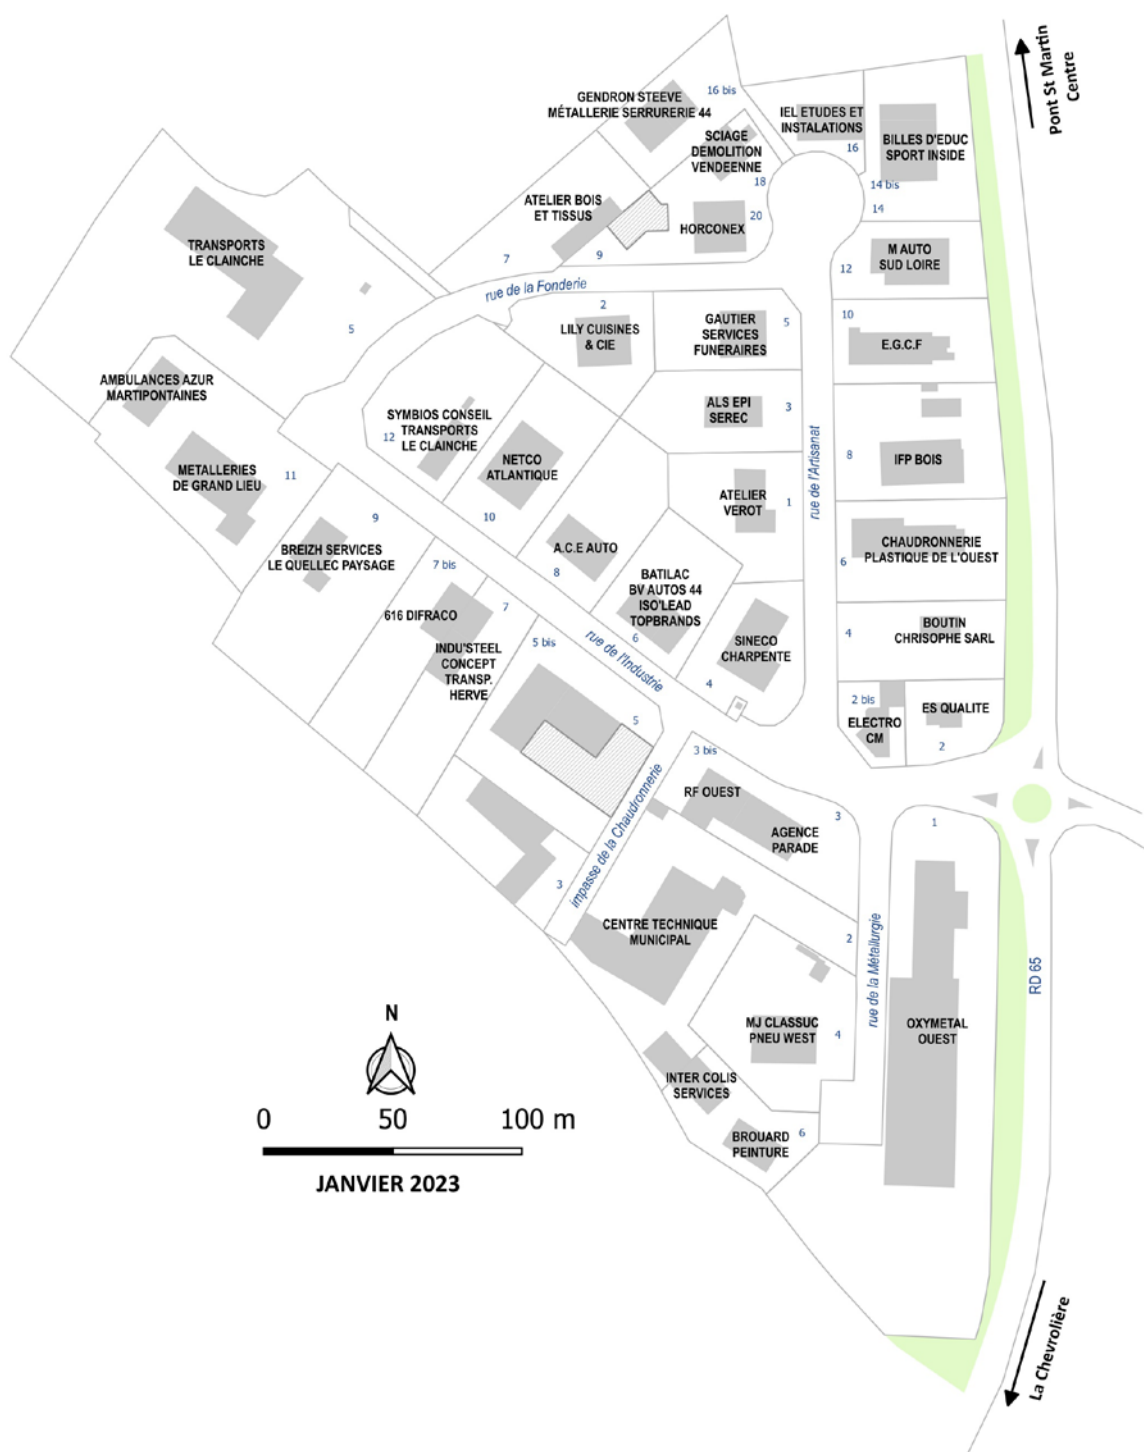 Pont St Martin
Centre
16 bis
GENDRON STEEVE
MÉTALLERIE SERRURERIE 44
IEL ETUDES ET
INSTALATIONS
16
BILLES D'EDUC
SPORT INSIDE
SCIAGE
DEMOLITION
VENDEENNE
18
14 bis
14
ATELIER BOIS
ET TISSUS
20
HORCONEX
TRANSPORTS
LE CLAINCHE
7
9
M AUTO
SUD LOIRE
12
rue de la Fonderie
5
2
LILY CUISINES
& CIE
GAUTIER
SERVICES
FUNERAIRES
5
10
E.G.C.F
AMBULANCES AZUR
MARTIPONTAINES
SYMBIOS CONSEIL
TRANSPORTS
LE CLAINCHE
12
ALS EPI
SEREC
3
rue de l'Artisanat
8
IFP BOIS
METALLERIES
DE GRAND LIEU
11
NETCO
ATLANTIQUE
10
ATELIER
VEROT
1
9
BREIZH SERVICES
LE QUELLEC PAYSAGE
A.C.E AUTO
8
CHAUDRONNERIE
PLASTIQUE DE L'OUEST
6
7 bis
616 DIFRACO
7
BATILAC
BV AUTOS 44
ISO'LEAD
TOPBRANDS
6
BOUTIN
CHRISOPHE SARL
4
INDU'STEEL
CONCEPT
TRANSP.
HERVE
5 bis
rue de l'Industrie
SINECO
CHARPENTE
4
2 bis
ELECTRO
CM
ES QUALITE
2
5
3 bis
RF OUEST
impasse de la Chaudronnerie
AGENCE
PARADE
3
1
3
CENTRE TECHNIQUE
MUNICIPAL
2
rue de la Métallurgie
RD 65
MJ CLASSUC
PNEU WEST
4
OXYMETAL
OUEST
INTER COLIS
SERVICES
BROUARD
PEINTURE
6
N
0 50 100 m
JANVIER 2023
La Chevrolière